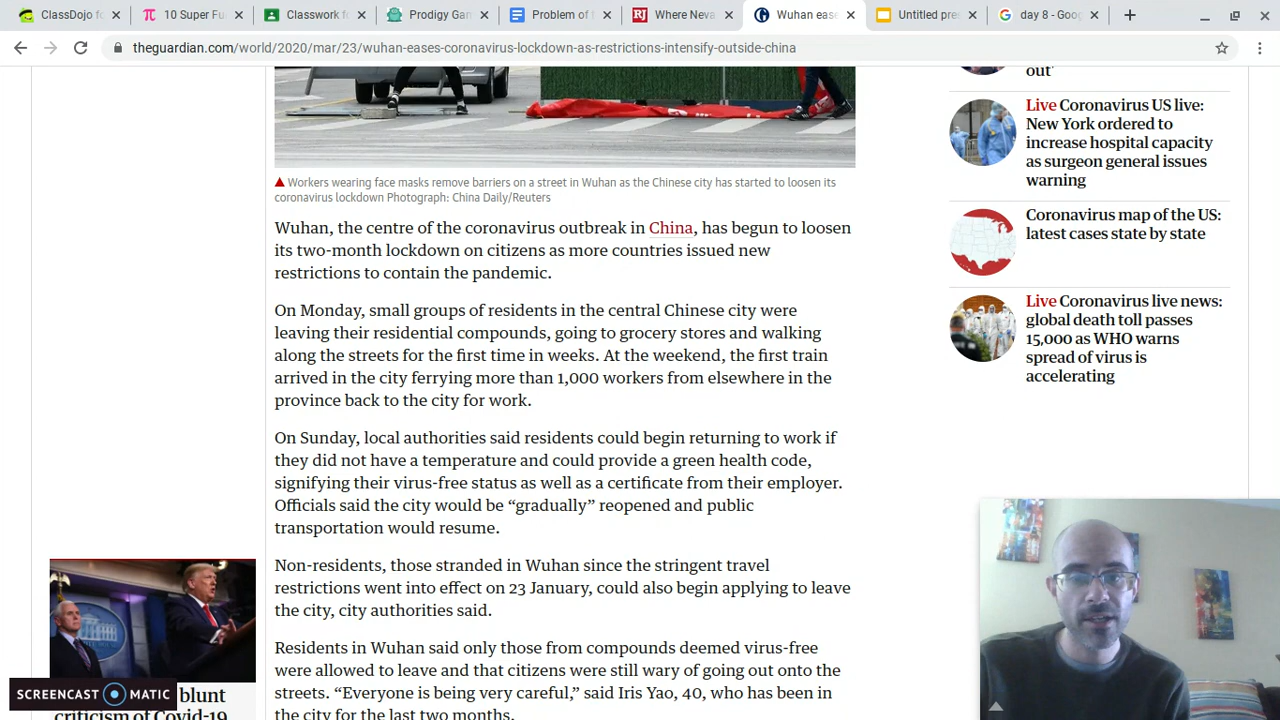 ClassDojo fo
10 Super Fu
Classwork fo
Prodigy Gam
Problem of t
Where Neva
Wuhan ease
Untitled pres
day 8 - Goog
theguardian.com/world/2020/mar/23/wuhan-eases-coronavirus-lockdown-as-restrictions-intensify-outside-china
▲ Workers wearing face masks remove barriers on a street in Wuhan as the Chinese city has started to loosen its
coronavirus lockdown Photograph: China Daily/Reuters
Wuhan, the centre of the coronavirus outbreak in China, has begun to loosen
its two-month lockdown on citizens as more countries issued new
restrictions to contain the pandemic.
On Monday, small groups of residents in the central Chinese city were
leaving their residential compounds, going to grocery stores and walking
along the streets for the first time in weeks. At the weekend, the first train
arrived in the city ferrying more than 1,000 workers from elsewhere in the
province back to the city for work.
On Sunday, local authorities said residents could begin returning to work if
they did not have a temperature and could provide a green health code,
signifying their virus-free status as well as a certificate from their employer.
Officials said the city would be “gradually” reopened and public
transportation would resume.
Non-residents, those stranded in Wuhan since the stringent travel
restrictions went into effect on 23 January, could also begin applying to leave
the city, city authorities said.
Residents in Wuhan said only those from compounds deemed virus-free
were allowed to leave and that citizens were still wary of going out onto the
streets. “Everyone is being very careful,” said Iris Yao, 40, who has been in
the city for the last two months.
out’
Live Coronavirus US live:
New York ordered to
increase hospital capacity
as surgeon general issues
warning
Coronavirus map of the US:
latest cases state by state
Live Coronavirus live news:
global death toll passes
15,000 as WHO warns
spread of virus is
accelerating
SCREENCAST MATIC
blunt
criticism of Covid-19